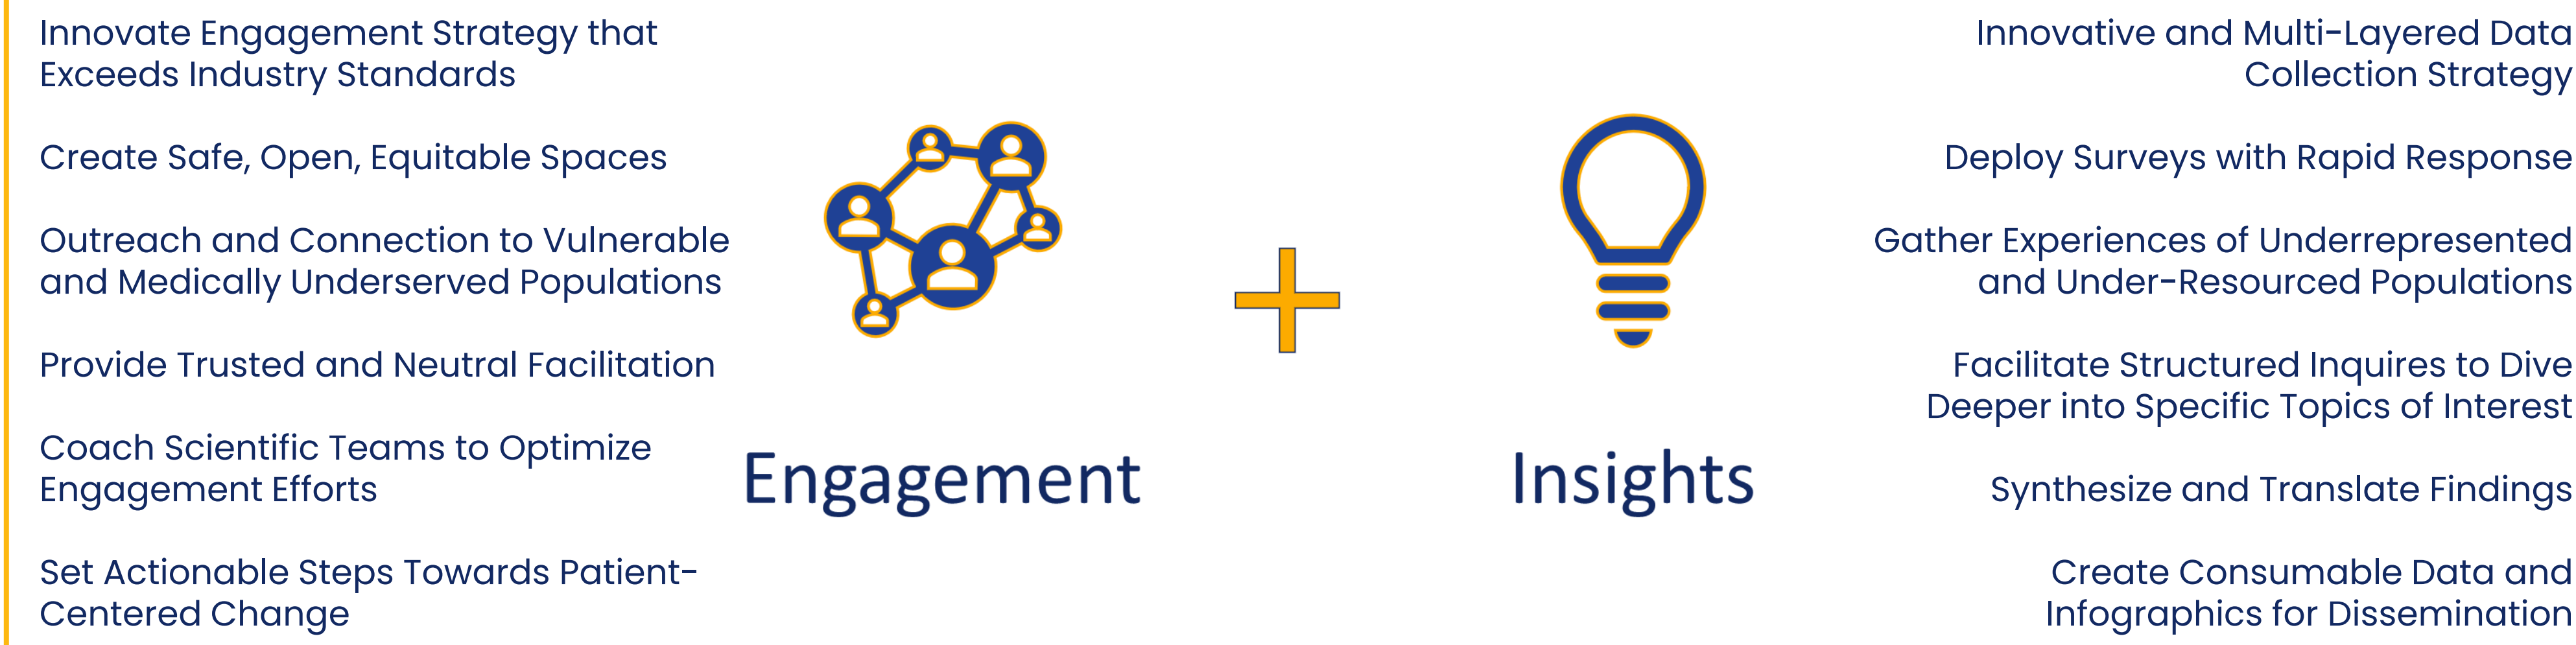 Innovate Engagement Strategy that
Exceeds Industry Standards
Create Safe, Open, Equitable Spaces
Outreach and Connection to Vulnerable
and Medically Underserved Populations
Provide Trusted and Neutral Facilitation
Coach Scientific Teams to Optimize
Engagement Efforts
Set Actionable Steps Towards Patient-
Centered Change
Engagement
Insights
Innovative and Multi-Layered Data
Collection Strategy
Deploy Surveys with Rapid Response
Gather Experiences of Underrepresented
and Under-Resourced Populations
Facilitate Structured Inquires to Dive
Deeper into Specific Topics of Interest
Synthesize and Translate Findings
Create Consumable Data and
Infographics for Dissemination